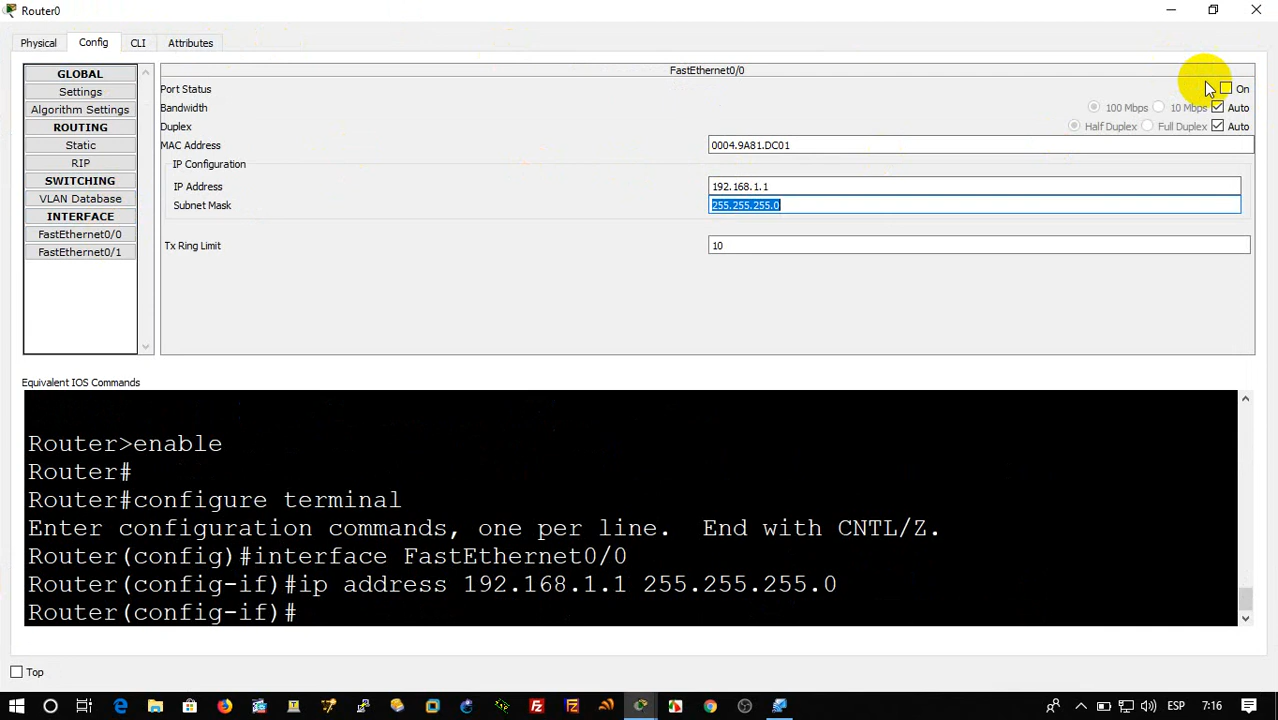 Router0
Physical Config CLI Attributes
GLOBAL
Settings
Algorithm Settings
ROUTING
Static
RIP
SWITCHING
VLAN Database
INTERFACE
FastEthernet0/0
FastEthernet0/1
FastEthernet0/0
Port Status On
Bandwidth 100 Mbps 10 Mbps Auto
Duplex Half Duplex Full Duplex Auto
MAC Address 0004.9A81.DC01
IP Configuration
IP Address 192.168.1.1
Subnet Mask 255.255.255.0
Tx Ring Limit 10
Equivalent IOS Commands
Router>enable
Router#
Router#configure terminal
Enter configuration commands, one per line. End with CNTL/Z.
Router(config)#interface FastEthernet0/0
Router(config-if)#ip address 192.168.1.1 255.255.255.0
Router(config-if)#
Top
ESP 7:16